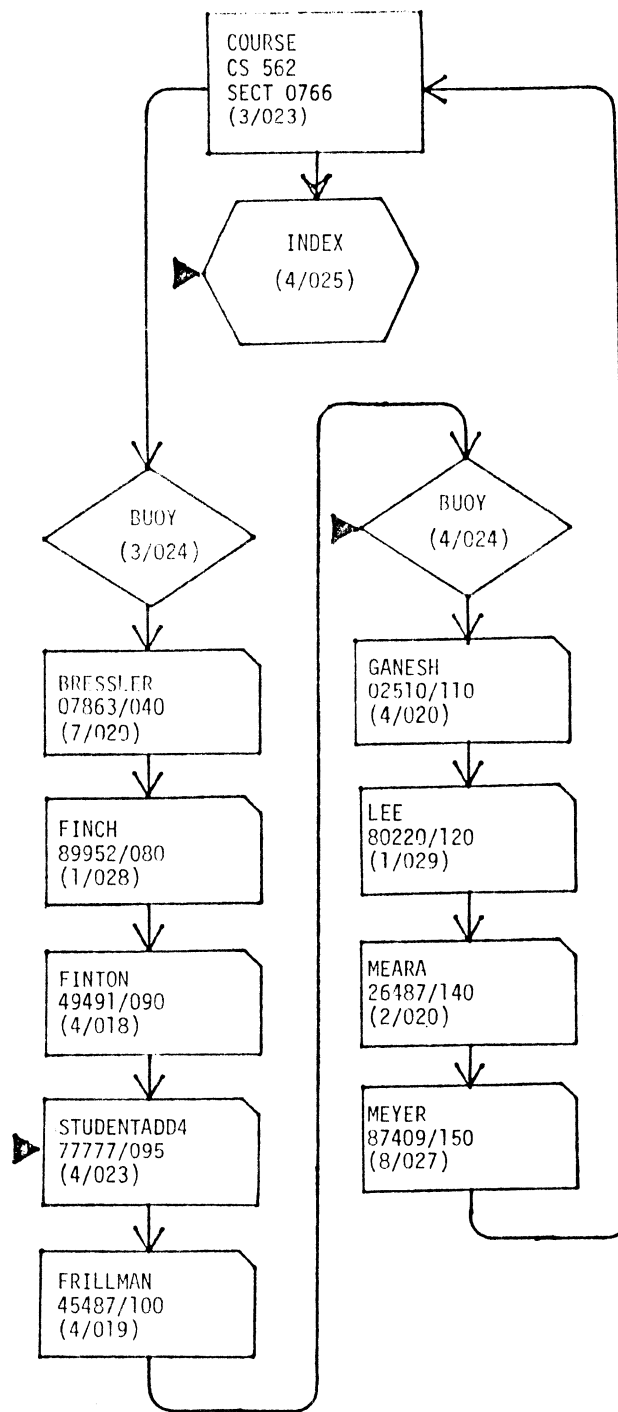 COURSE
CS 562
SECT 0766
(3/023)
INDEX
(4/025)
BUOY
(3/024)
BRESSLER
07863/040
(7/020)
FINCH
89952/080
(1/028)
FINTON
49491/090
(4/018)
STUDENTADD4
77777/095
(4/023)
FRILLMAN
45487/100
(4/019)
BUOY
(4/024)
GANESH
02510/110
(4/020)
LEE
80220/120
(1/029)
MEARA
26487/140
(2/020)
MEYER
87409/150
(8/027)